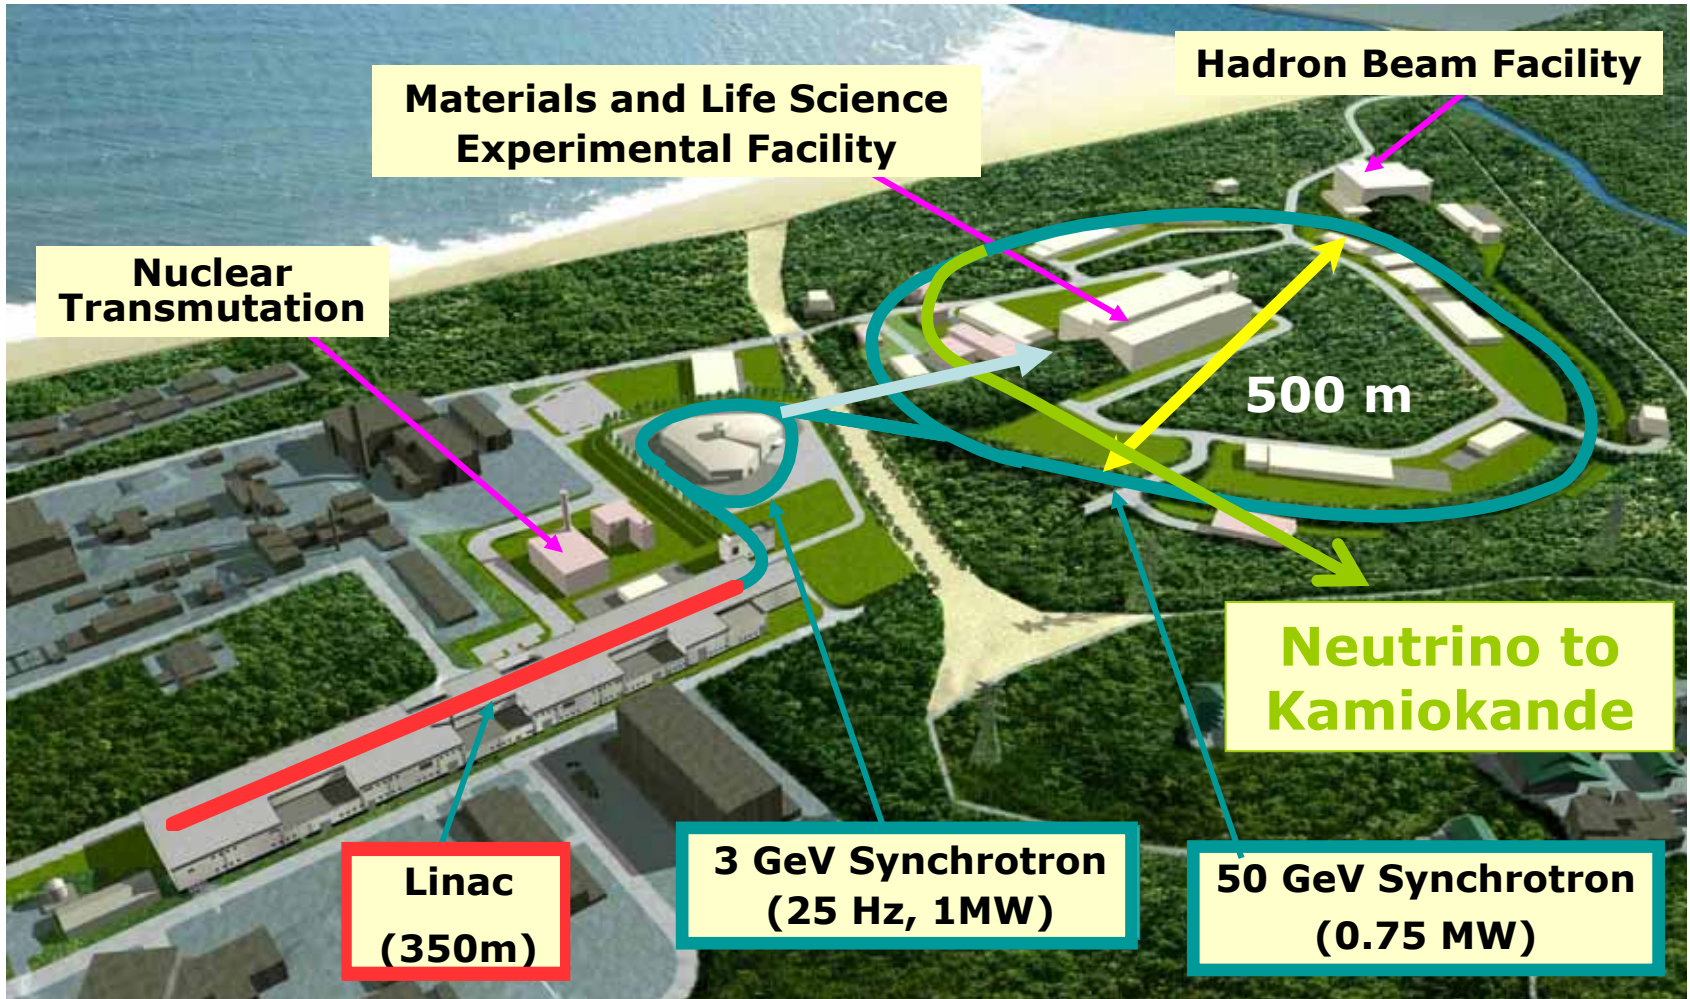 Hadron Beam Facility
Materials and Life Science
Experimental Facility
Nuclear
Transmutation
500 m
Neutrino to
Kamiokande
Linac
(350m)
3 GeV Synchrotron
(25 Hz, 1MW)
50 GeV Synchrotron
(0.75 MW)